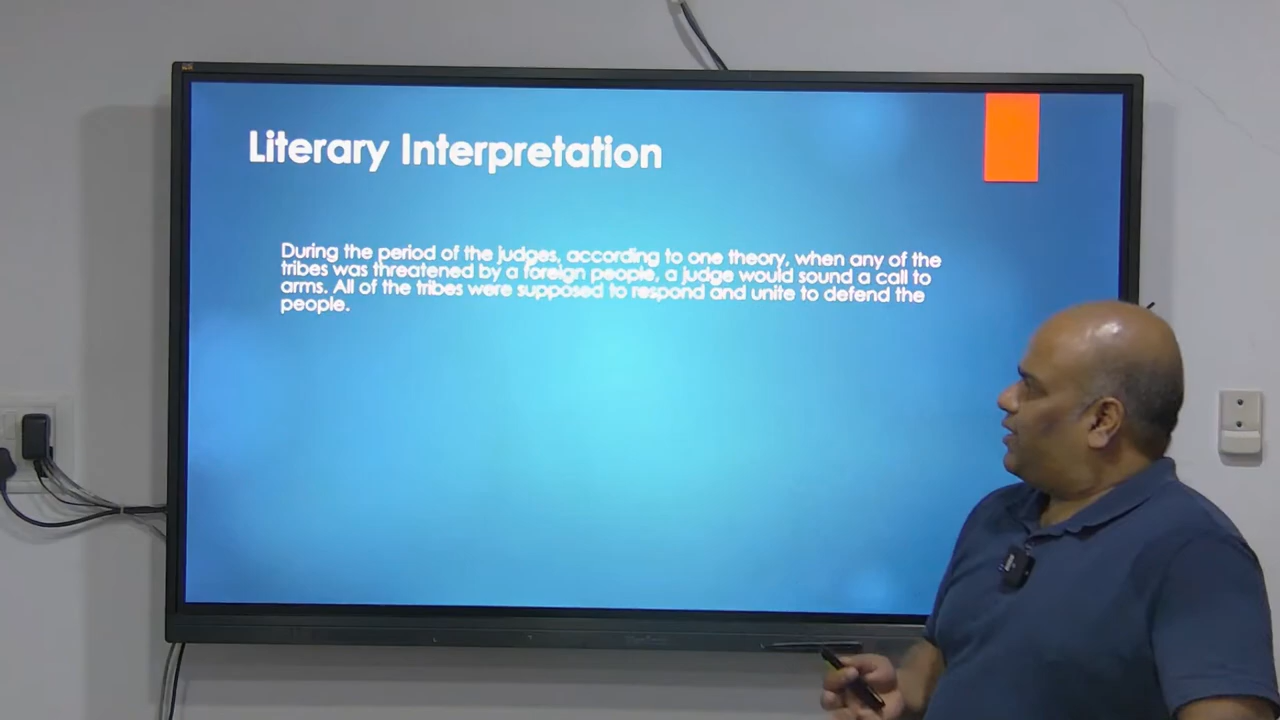 Literary Interpretation
During the period of the judges, according to one theory, when any of the
tribes was threatened by a foreign people, a judge would sound a call to
arms. All of the tribes were supposed to respond and unite to defend the
people.